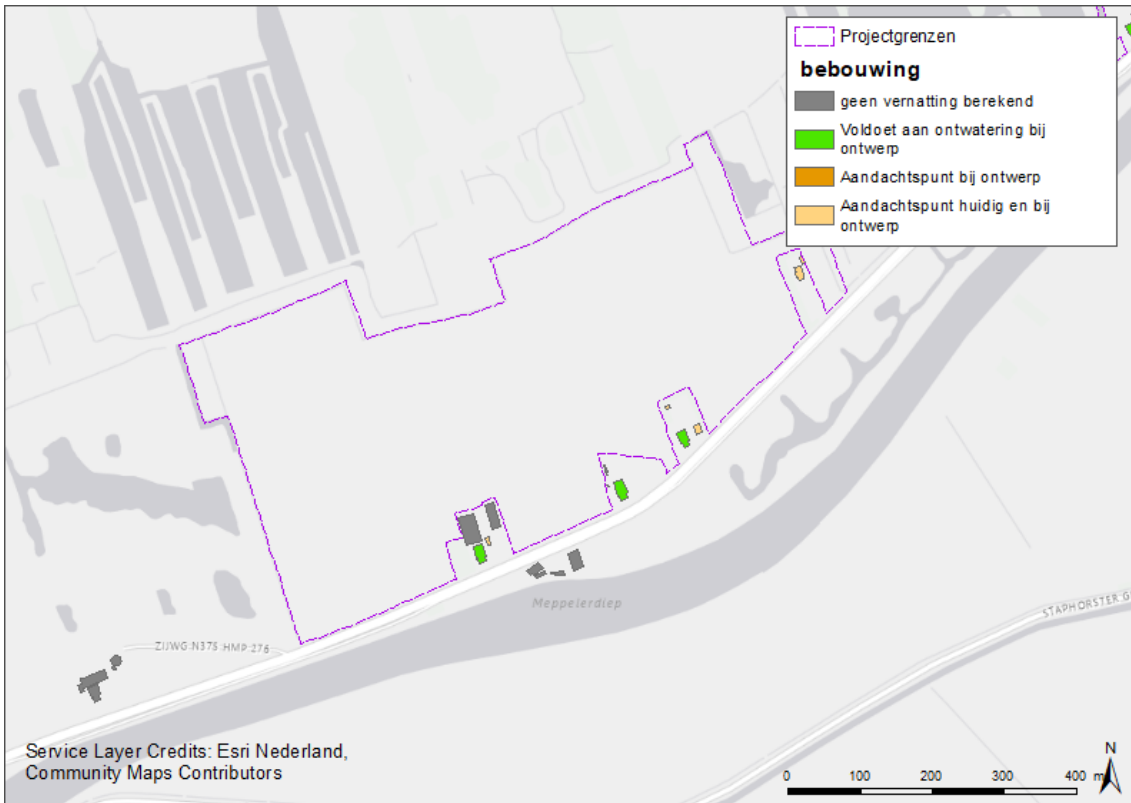 Projectgrenzen
bebouwing
geen vernatting berekend
Voldoet aan ontwatering bij
ontwerp
Aandachtspunt bij ontwerp
Aandachtspunt huidig en bij
ontwerp
Meppelerdiep
STAPHORSTER G
ZIJWG N375 HMP 276
Service Layer Credits: Esri Nederland,
Community Maps Contributors
N
0 100 200 300 400 m